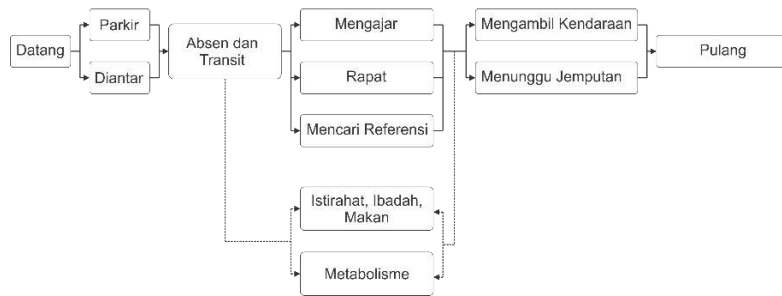 Datang
Parkir
Diantar
Absen dan
Transit
Mengajar
Rapat
Mencari Referensi
Mengambil Kendaraan
Menunggu Jemputan
Pulang
Istirahat, Ibadah,
Makan
Metabolisme